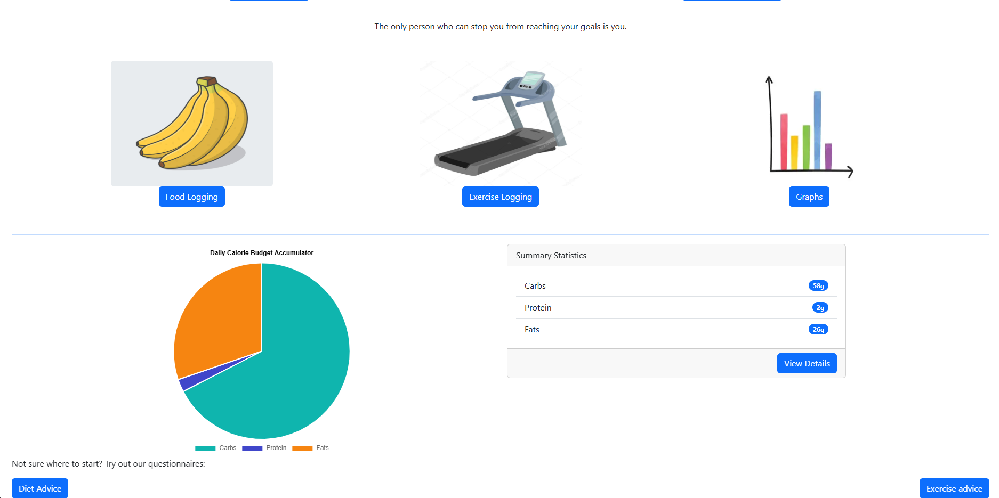 The only person who can stop you from reaching your goals is you.
Food Logging
Exercise Logging
Graphs
Daily Calorie Budget Accumulator
Carbs
Protein
Fats
Summary Statistics
Carbs 58g
Protein 2g
Fats 26g
View Details
Not sure where to start? Try out our questionnaires:
Diet Advice
Exercise advice